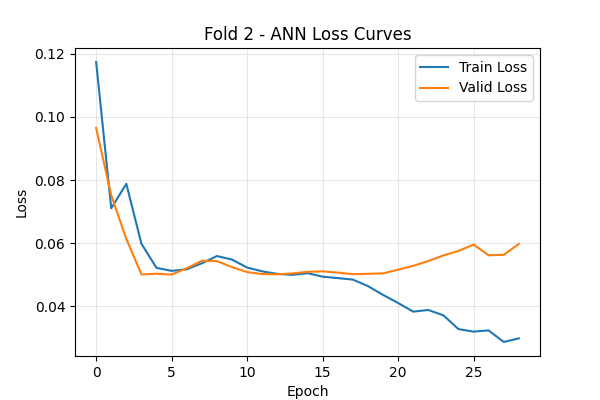 Fold 2 - ANN Loss Curves
Train Loss
Valid Loss
0.12
0.10
0.08
0.06
0.04
Loss
0 5 10 15 20 25
Epoch